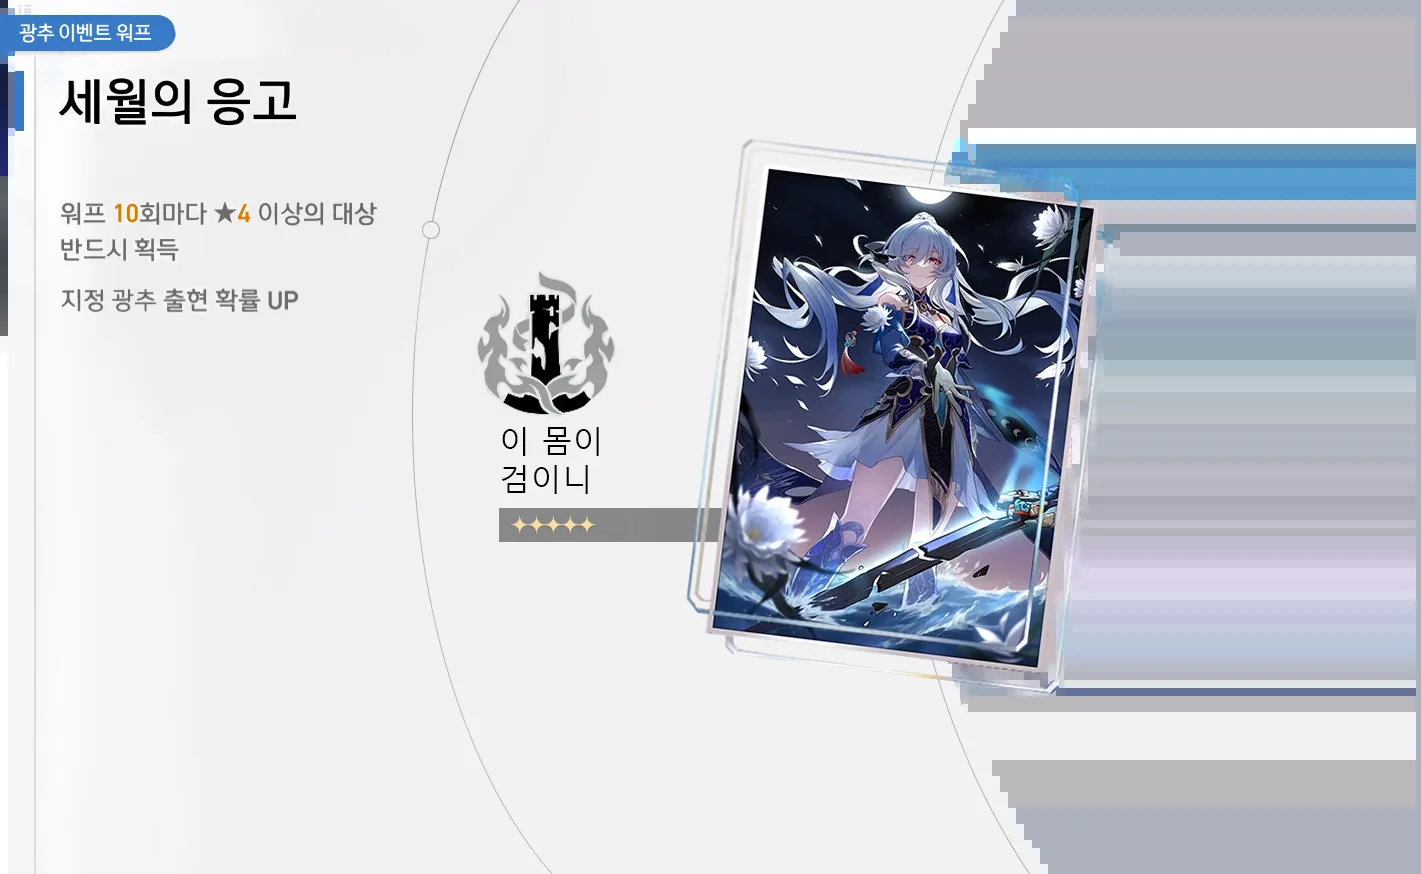 광추 이벤트 워프
세월의 응고
워프 10회마다 ★4 이상의 대상
반드시 획득
지정 광추 출현 확률 UP
이 몸이
검이니